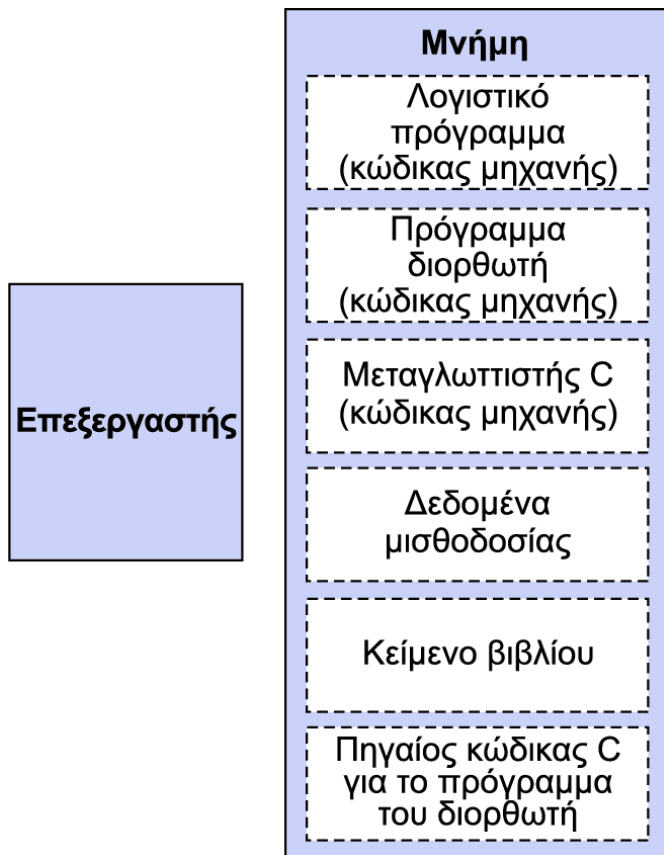 Μνήμη
Λογιστικό
πρόγραμμα
(κώδικας μηχανής)
Πρόγραμμα
διορθωτή
(κώδικας μηχανής)
Μεταγλωττιστής C
(κώδικας μηχανής)
Επεξεργαστής
Δεδομένα
μισθοδοσίας
Κείμενο βιβλίου
Πηγαίος κώδικας C
για το πρόγραμμα
του διορθωτή